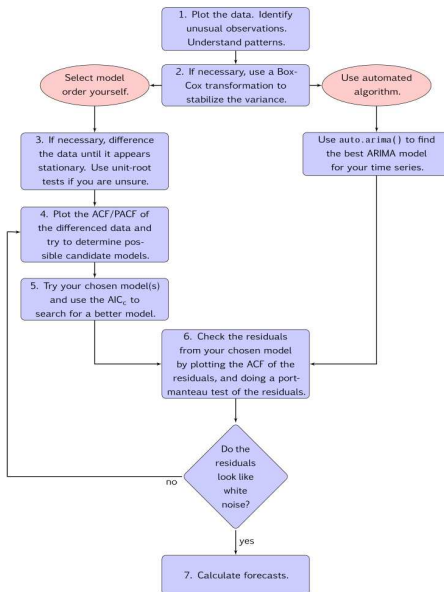 1. Plot the data. Identify
unusual observations.
Understand patterns.
Select model
order yourself.
2. If necessary, use a Box-
Cox transformation to
stabilize the variance.
Use automated
algorithm.
3. If necessary, difference
the data until it appears
stationary. Use unit-root
tests if you are unsure.
Use auto.arima() to find
the best ARIMA model
for your time series.
4. Plot the ACF/PACF of
the differenced data and
try to determine pos-
sible candidate models.
5. Try your chosen model(s)
and use the AICc to
search for a better model.
6. Check the residuals
from your chosen model
by plotting the ACF of the
residuals, and doing a port-
manteau test of the residuals.
Do the
residuals
look like
white
noise?
no
yes
7. Calculate forecasts.